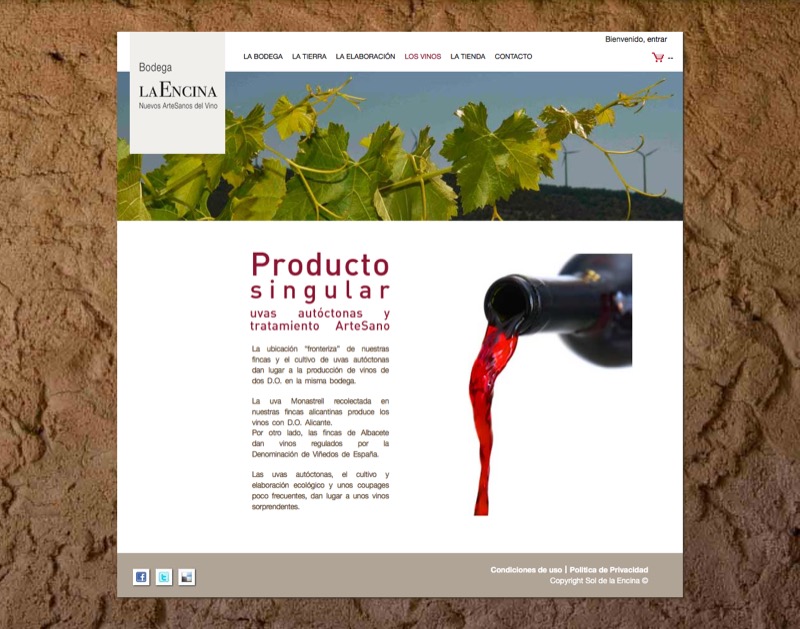 Bienvenido, entrar
LA BODEGA LA TIERRA LA ELABORACIÓN LOS VINOS LA TIENDA CONTACTO
--
Bodega
LA ENCINA
Nuevos ArteSanos del Vino
Producto
singular
uvas autóctonas y
tratamiento ArteSano
La ubicación "fronteriza" de nuestras
fincas y el cultivo de uvas autóctonas
dan lugar a la producción de vinos de
dos D.O. en la misma bodega.
La uva Monastrell recolectada en
nuestras fincas alicantinas produce los
vinos con D.O. Alicante.
Por otro lado, las fincas de Albacete
dan vinos regulados por la
Denominación de Viñedos de España.
Las uvas autóctonas, el cultivo y
elaboración ecológico y unos coupages
poco frecuentes, dan lugar a unos vinos
sorprendentes.
Condiciones de uso | Política de Privacidad
Copyright Sol de la Encina ©